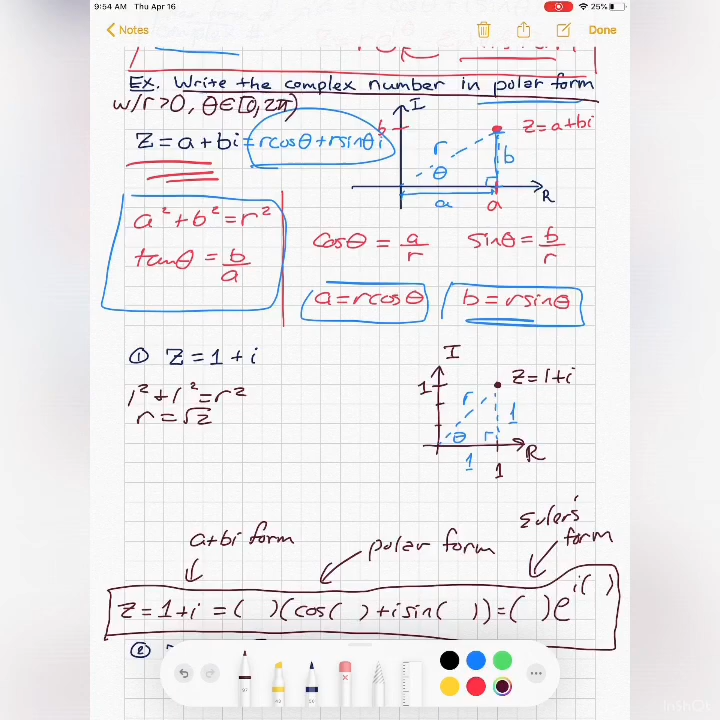 9:54 AM Thu Apr 16
25%
Notes
Done
Ex. Write the complex number in polar form
w/r>0, θ∈[0,2π)
Z = a+bi = rcosθ + rsinθ i
a²+b²=r²
tanθ = b/a
I
b
z=a+bi
r
b
θ
a
a
R
cosθ = a/r
sinθ = b/r
a=rcosθ
b=rsinθ
① Z = 1 + i
1²+1²=r²
r = √2
I
1
z=1+i
r
1
θ
1
1
R
a+bi form
polar form
Euler's
form
z = 1+i = ( )(cos( ) + i sin( )) = ( )e^i( )
②